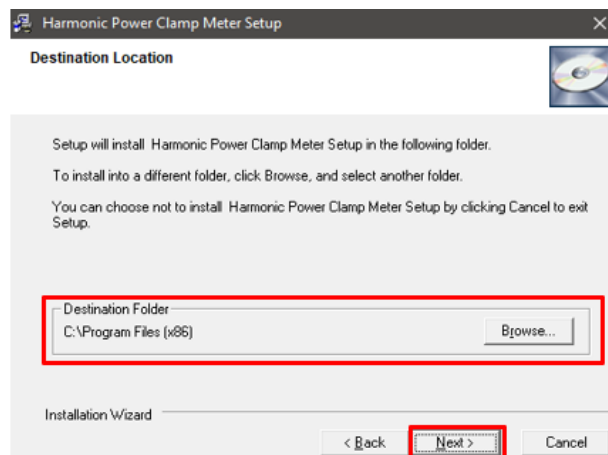 Harmonic Power Clamp Meter Setup
Destination Location
Setup will install Harmonic Power Clamp Meter Setup in the following folder.
To install into a different folder, click Browse, and select another folder.
You can choose not to install Harmonic Power Clamp Meter Setup by clicking Cancel to exit
Setup.
Destination Folder
C:\Program Files (x86)
Browse...
Installation Wizard
< Back
Next >
Cancel